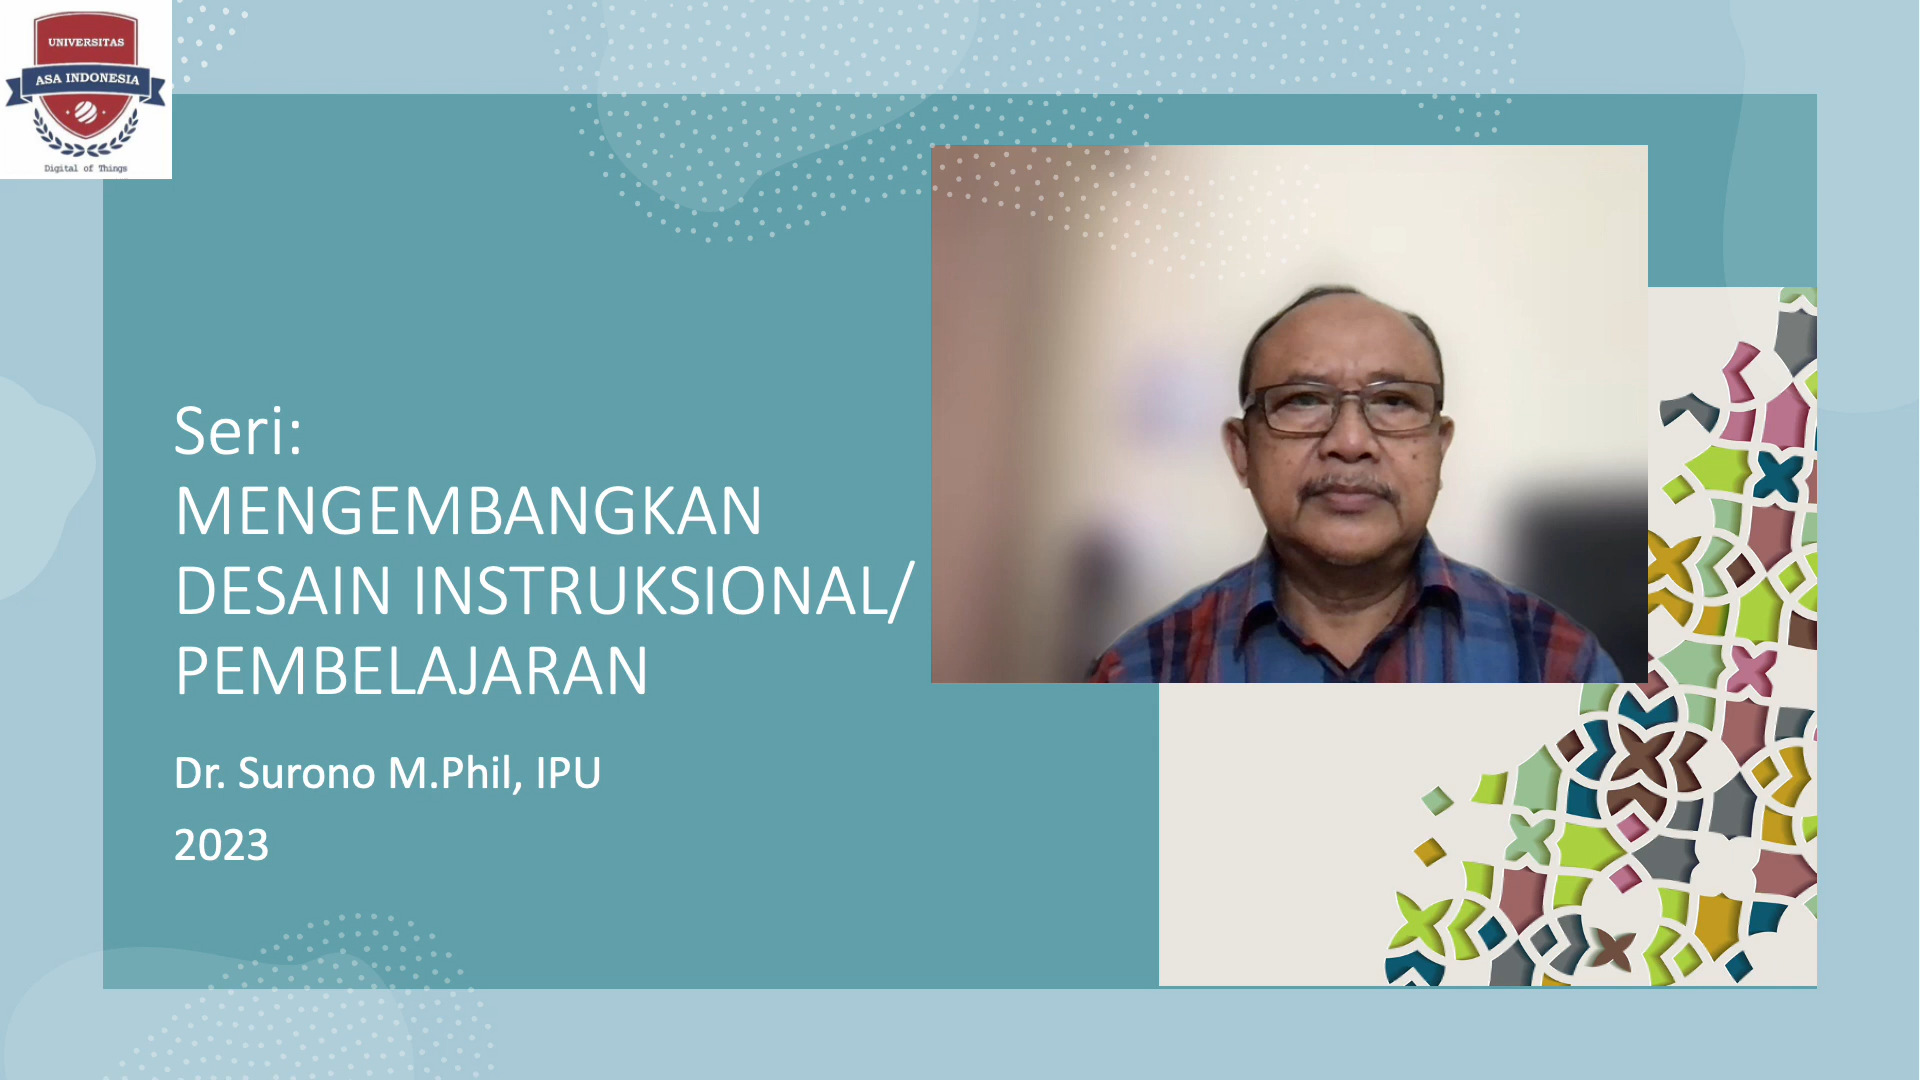 UNIVERSITAS
ASA INDONESIA
Digital of Things
Seri:
MENGEMBANGKAN
DESAIN INSTRUKSIONAL/
PEMBELAJARAN
Dr. Surono M.Phil, IPU
2023